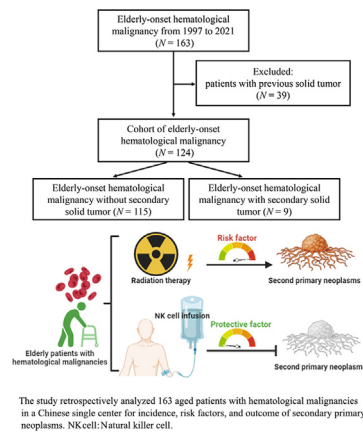 Elderly-onset hematological
malignancy from 1997 to 2021
(N = 163)
Excluded:
patients with previous solid tumor
(N = 39)
Cohort of elderly-onset
hematological malignancy
(N = 124)
Elderly-onset hematological
malignancy without secondary
solid tumor (N = 115)
Elderly-onset hematological
malignancy with secondary solid
tumor (N = 9)
Risk factor
Radiation therapy
Second primary neoplasms
NK cell infusion
Protective factor
Elderly patients with
hematological malignancies
Second primary neoplasm
The study retrospectively analyzed 163 aged patients with hematological malignancies
in a Chinese single center for incidence, risk factors, and outcome of secondary primary
neoplasms. NK cell: Natural killer cell.